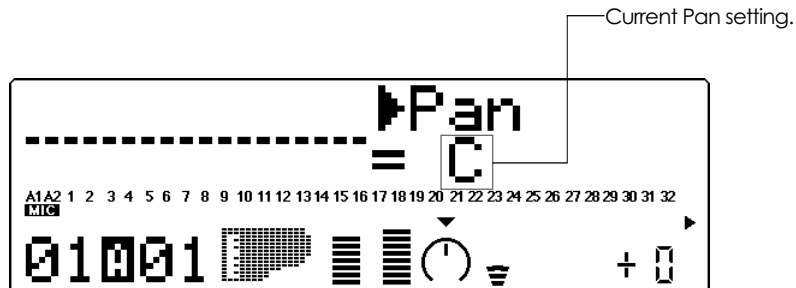 Current Pan setting.
Pan
= C
A1 A2 1 2 3 4 5 6 7 8 9 10 11 12 13 14 15 16 17 18 19 20 21 22 23 24 25 26 27 28 29 30 31 32
MIC
01A01 + 0